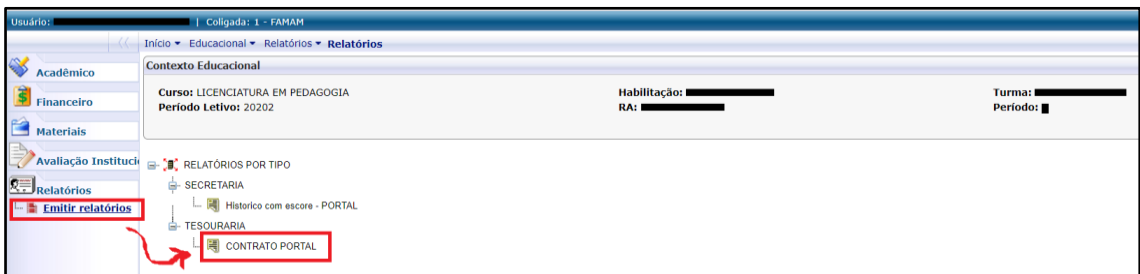 Usuário: | Coligada: 1 - FAMAM
Início Educacional Relatórios Relatórios
Acadêmico
Financeiro
Materiais
Avaliação Instituci
Relatórios
Emitir relatórios
Contexto Educacional
Curso: LICENCIATURA EM PEDAGOGIA Habilitação: Turma:
Período Letivo: 20202 RA: Período:
RELATÓRIOS POR TIPO
SECRETARIA
Historico com escore - PORTAL
TESOURARIA
CONTRATO PORTAL